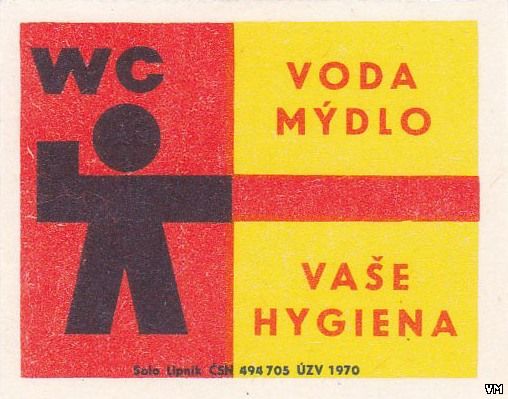 WC
VODA
MÝDLO
VAŠE
HYGIENA
Solo Lipník ČSN 494705 ÚZV 1970
VM